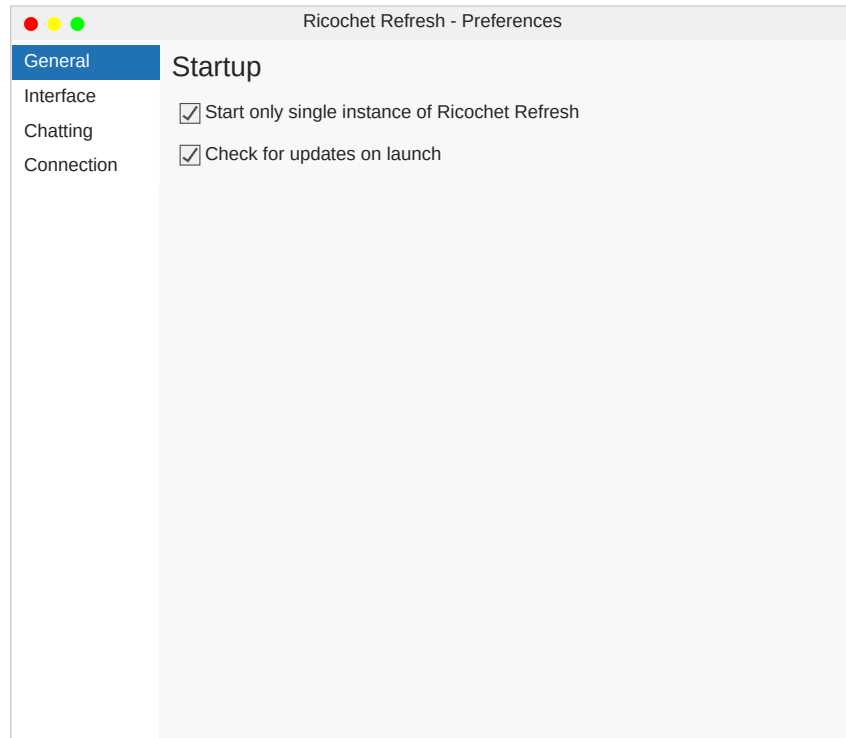 Ricochet Refresh - Preferences
General
Interface
Chatting
Connection
Startup
Start only single instance of Ricochet Refresh
Check for updates on launch